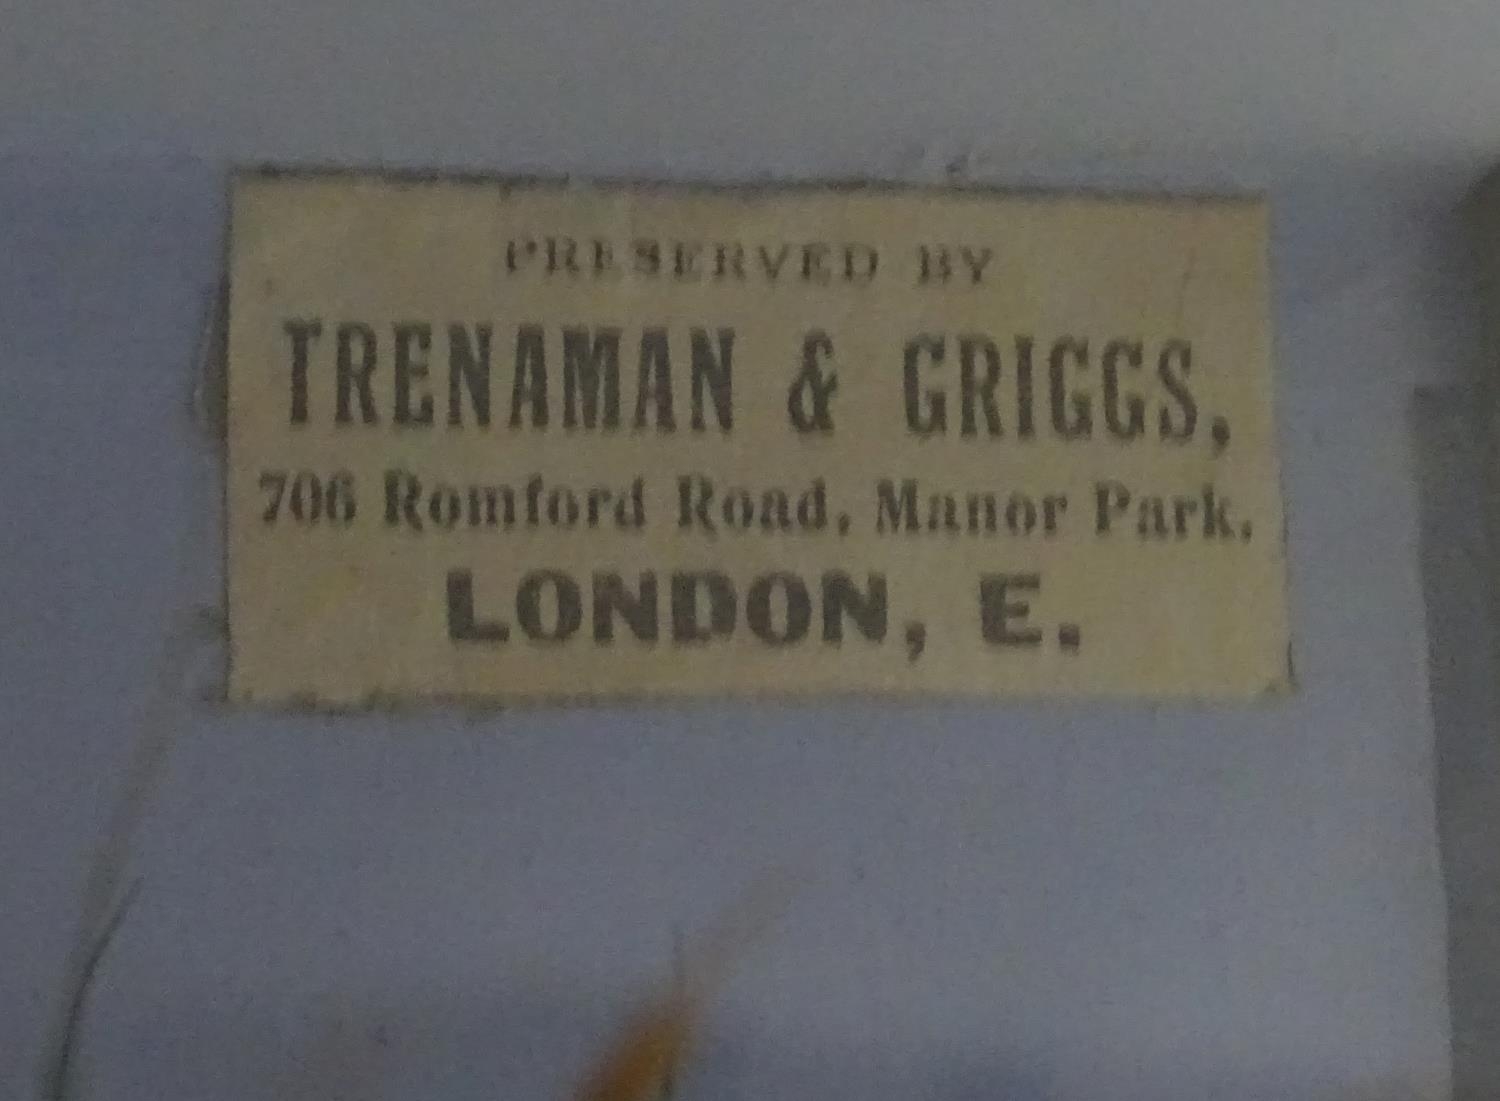 PRESERVED BY
TRENAMAN & GRIGGS,
706 Romford Road, Manor Park,
LONDON, E.